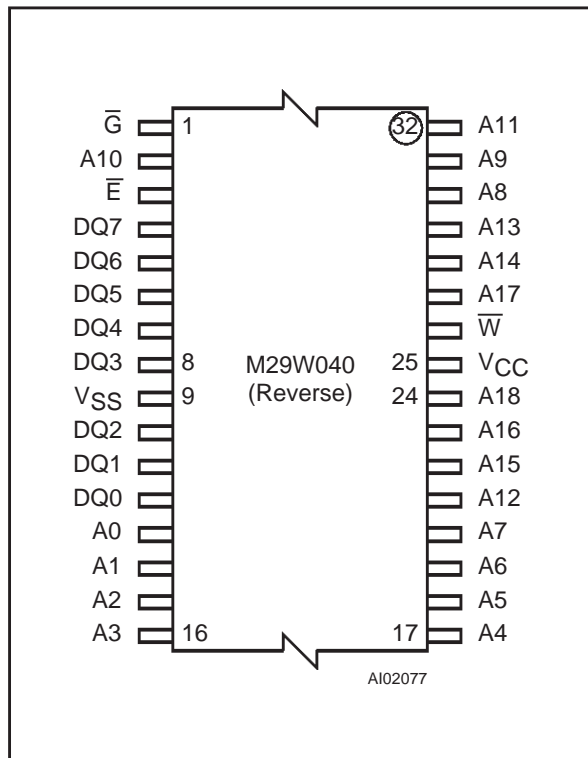 G̅ 1 32 A11
A10 A9
E̅ A8
DQ7 A13
DQ6 A14
DQ5 A17
DQ4 W̅
DQ3 8 M29W040 25 VCC
VSS 9 (Reverse) 24 A18
DQ2 A16
DQ1 A15
DQ0 A12
A0 A7
A1 A6
A2 A5
A3 16 17 A4
AI02077